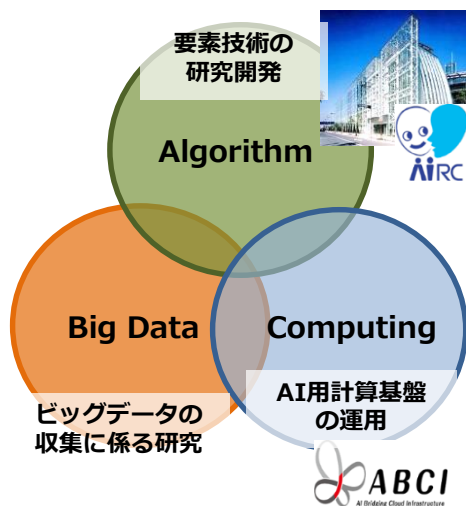 要素技術の
研究開発
Algorithm
AiRC
Big Data
Computing
ビッグデータの
収集に係る研究
AI用計算基盤
の運用
ABCI
AI Bridging Cloud Infrastructure